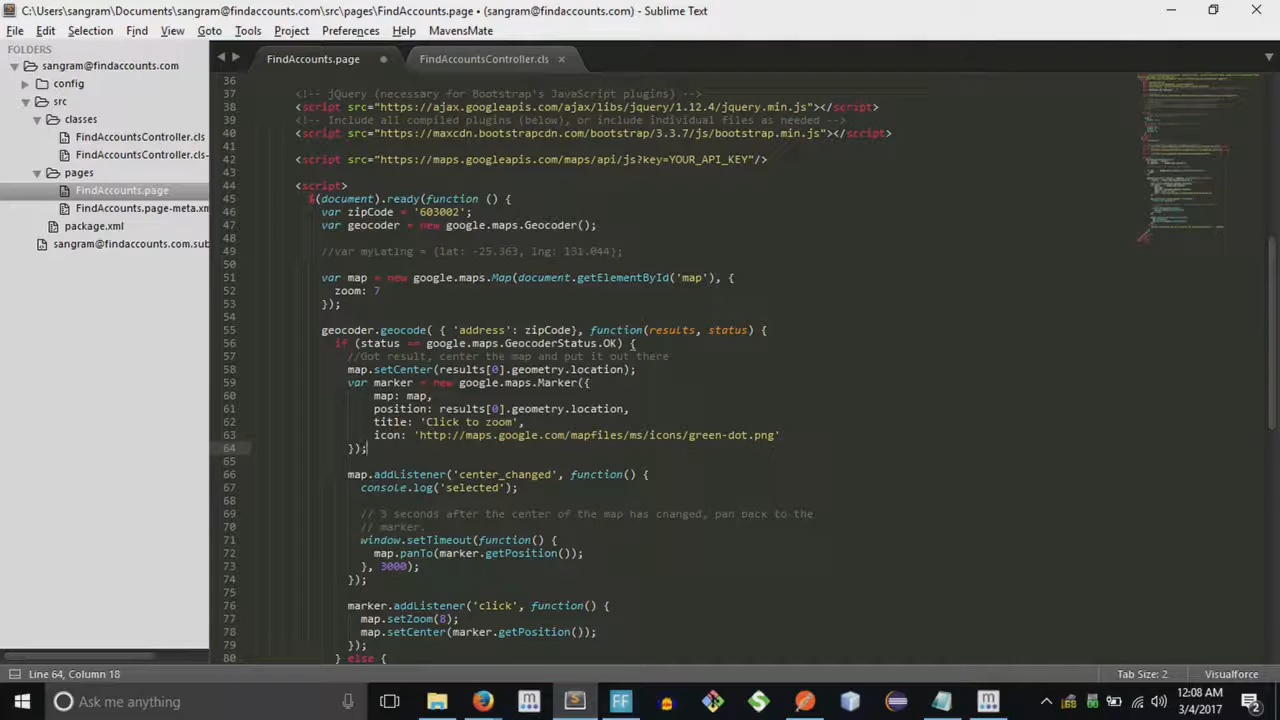 C:\Users\sangram\Documents\sangram@findaccounts.com\src\pages\FindAccounts.page • (sangram@findaccounts.com) - Sublime Text
File Edit Selection Find View Goto Tools Project Preferences Help MavensMate
FOLDERS
sangram@findaccounts.com
config
src
classes
FindAccountsController.cls
FindAccountsController.cls-
pages
FindAccounts.page
FindAccounts.page-meta.xm
package.xml
sangram@findaccounts.com.sub
FindAccounts.page FindAccountsController.cls
36
37 <!-- jQuery (necessary for Bootstrap's JavaScript plugins) -->
38 <script src="https://ajax.googleapis.com/ajax/libs/jquery/1.12.4/jquery.min.js"></script>
39 <!-- Include all compiled plugins (below), or include individual files as needed -->
40 <script src="https://maxcdn.bootstrapcdn.com/bootstrap/3.3.7/js/bootstrap.min.js"></script>
41
42 <script src="https://maps.googleapis.com/maps/api/js?key=YOUR_API_KEY"/>
43
44 <script>
45 $(document).ready(function () {
46 var zipCode = '603002';
47 var geocoder = new google.maps.Geocoder();
48
49 //var myLatlng = {lat: -25.363, lng: 131.044};
50
51 var map = new google.maps.Map(document.getElementById('map'), {
52 zoom: 7
53 });
54
55 geocoder.geocode( { 'address': zipCode}, function(results, status) {
56 if (status == google.maps.GeocoderStatus.OK) {
57 //Got result, center the map and put it out there
58 map.setCenter(results[0].geometry.location);
59 var marker = new google.maps.Marker({
60 map: map,
61 position: results[0].geometry.location,
62 title: 'Click to zoom',
63 icon: 'http://maps.google.com/mapfiles/ms/icons/green-dot.png'
64 });
65
66 map.addListener('center_changed', function() {
67 console.log('selected');
68
69 // 3 seconds after the center of the map has changed, pan back to the
70 // marker.
71 window.setTimeout(function() {
72 map.panTo(marker.getPosition());
73 }, 3000);
74 });
75
76 marker.addListener('click', function() {
77 map.setZoom(8);
78 map.setCenter(marker.getPosition());
79 });
80 } else {
Line 64, Column 18 Tab Size: 2 Visualforce
Ask me anything
12:08 AM
3/4/2017